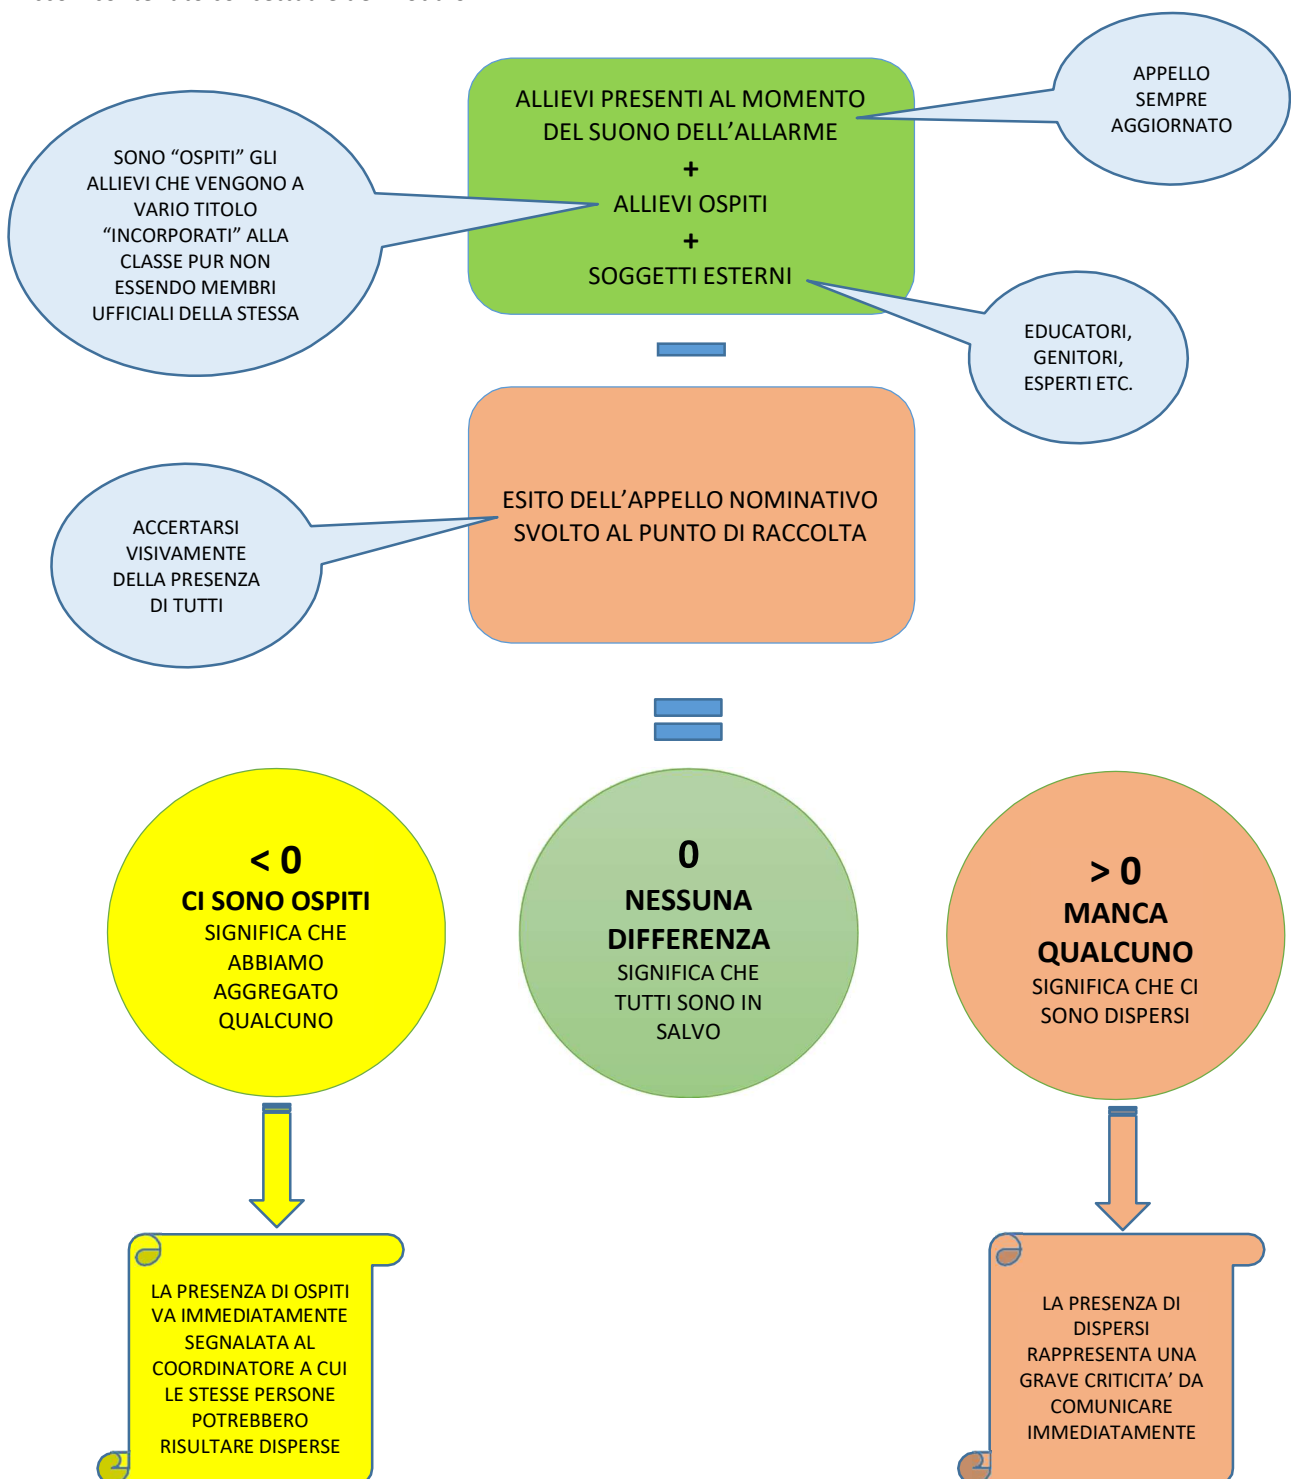 ALLIEVI PRESENTI AL MOMENTO
DEL SUONO DELL'ALLARME
+
ALLIEVI OSPITI
+
SOGGETTI ESTERNI
APPELLO
SEMPRE
AGGIORNATO
SONO “OSPITI” GLI
ALLIEVI CHE VENGONO A
VARIO TITOLO
“INCORPORATI” ALLA
CLASSE PUR NON
ESSENDO MEMBRI
UFFICIALI DELLA STESSA
EDUCATORI,
GENITORI,
ESPERTI ETC.
ESITO DELL’APPELLO NOMINATIVO
SVOLTO AL PUNTO DI RACCOLTA
ACCERTARSI
VISIVAMENTE
DELLA PRESENZA
DI TUTTI
< 0
CI SONO OSPITI
SIGNIFICA CHE
ABBIAMO
AGGREGATO
QUALCUNO
0
NESSUNA
DIFFERENZA
SIGNIFICA CHE
TUTTI SONO IN
SALVO
> 0
MANCA
QUALCUNO
SIGNIFICA CHE CI
SONO DISPERSI
LA PRESENZA DI OSPITI
VA IMMEDIATAMENTE
SEGNALATA AL
COORDINATORE A CUI
LE STESSE PERSONE
POTREBBERO
RISULTARE DISPERSE
LA PRESENZA DI
DISPERSI
RAPPRESENTA UNA
GRAVE CRITICITA’ DA
COMUNICARE
IMMEDIATAMENTE